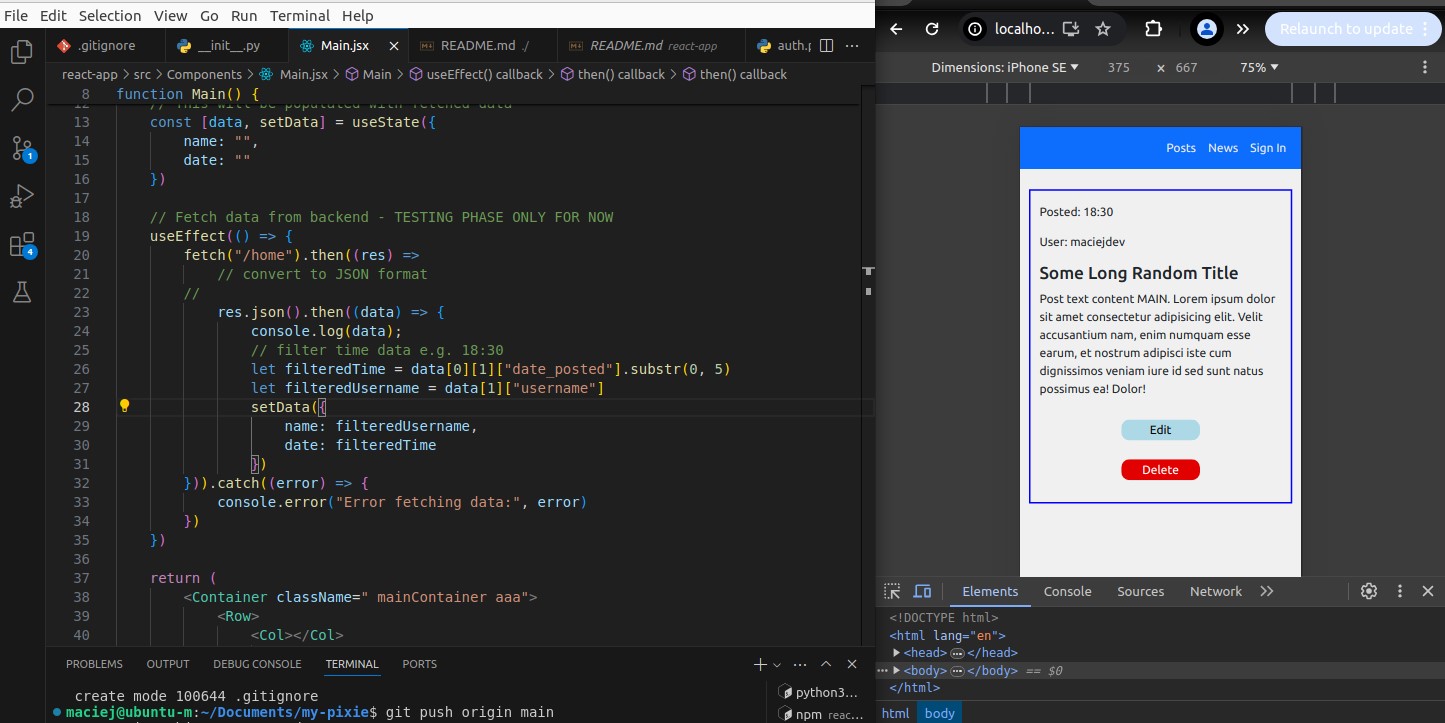 File Edit Selection View Go Run Terminal Help
.gitignore __init__.py Main.jsx README.md ./ README.md react-app auth.p
react-app > src > Components > Main.jsx > Main > useEffect() callback > then() callback > then() callback
8 function Main() {
12 // This will be populated with fetched data
13 const [data, setData] = useState({
14 name: "",
15 date: ""
16 })
17
18 // Fetch data from backend - TESTING PHASE ONLY FOR NOW
19 useEffect(() => {
20 fetch("/home").then((res) =>
21 // convert to JSON format
22 //
23 res.json().then((data) => {
24 console.log(data);
25 // filter time data e.g. 18:30
26 let filteredTime = data[0][1]["date_posted"].substr(0, 5)
27 let filteredUsername = data[1]["username"]
28 setData({
29 name: filteredUsername,
30 date: filteredTime
31 })
32 })).catch((error) => {
33 console.error("Error fetching data:", error)
34 })
35 })
36
37 return (
38 <Container className=" mainContainer aaa">
39 <Row>
40 <Col></Col>
1
4
PROBLEMS OUTPUT DEBUG CONSOLE TERMINAL PORTS
create mode 100644 .gitignore
maciej@ubuntu-m:~/Documents/my-pixie$ git push origin main
python3...
npm reac...
localho... Relaunch to update
Dimensions: iPhone SE 375 × 667 75%
Posts News Sign In
Posted: 18:30
User: maciejdev
Some Long Random Title
Post text content MAIN. Lorem ipsum dolor
sit amet consectetur adipisicing elit. Velit
accusantium nam, enim numquam esse
earum, et nostrum adipisci iste cum
dignissimos veniam iure id sed sunt natus
possimus ea! Dolor!
Edit
Delete
Elements Console Sources Network
<!DOCTYPE html>
<html lang="en">
<head> ... </head>
... <body> ... </body> == $0
</html>
html body